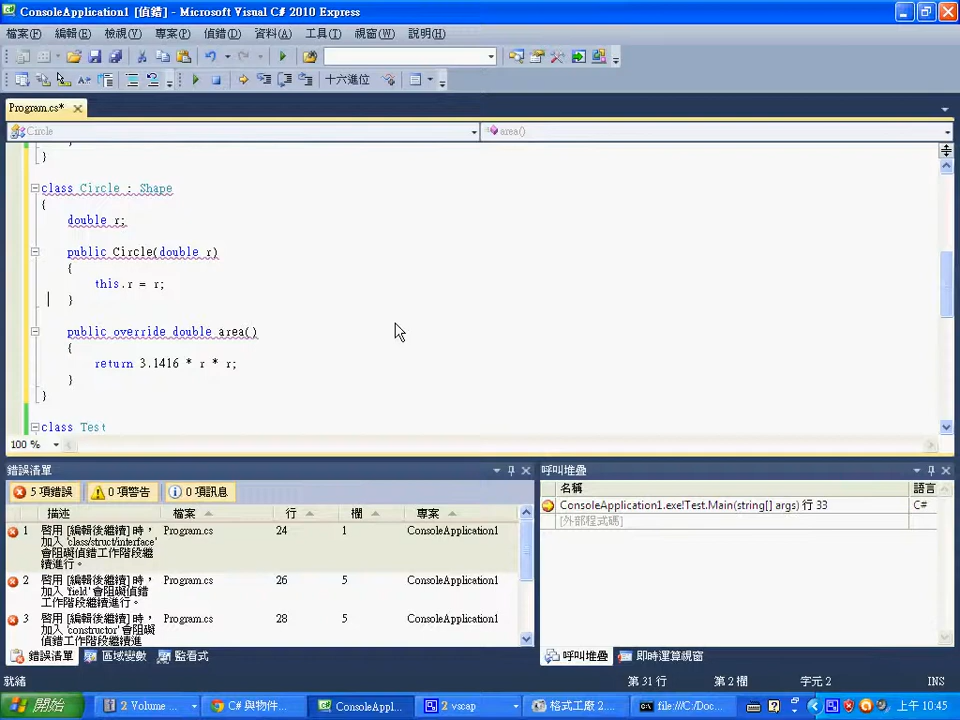 ConsoleApplication1 [偵錯] - Microsoft Visual C# 2010 Express
檔案(F) 編輯(E) 檢視(V) 專案(P) 偵錯(D) 資料(A) 工具(T) 視窗(W) 說明(H)
十六進位
Program.cs*
Circle area()
}
class Circle : Shape
{
double r;
public Circle(double r)
{
this.r = r;
}
public override double area()
{
return 3.1416 * r * r;
}
}
class Test
100 %
錯誤清單
5 項錯誤 0 項警告 0 項訊息
描述 檔案 行 欄 專案
1 啟用 [編輯後繼續] 時，加入 'class/struct/interface' 會阻礙偵錯工作階段繼續進行。 Program.cs 24 1 ConsoleApplication1
2 啟用 [編輯後繼續] 時，加入 'field' 會阻礙偵錯工作階段繼續進行。 Program.cs 26 5 ConsoleApplication1
3 啟用 [編輯後繼續] 時，加入 'constructor' 會阻礙偵錯工作階段繼續進 Program.cs 28 5 ConsoleApplication1
錯誤清單 區域變數 監看式
呼叫堆疊
名稱 語言
ConsoleApplication1.exe!Test.Main(string[] args) 行 33 C#
[外部程式碼]
呼叫堆疊 即時運算視窗
就緒 第 31 行 第 2 欄 字元 2 INS
開始 2 Volume ... C# 與物件... ConsoleAppl... 2 vscap 格式工廠 2... file:///C:/Doc... 上午 10:45